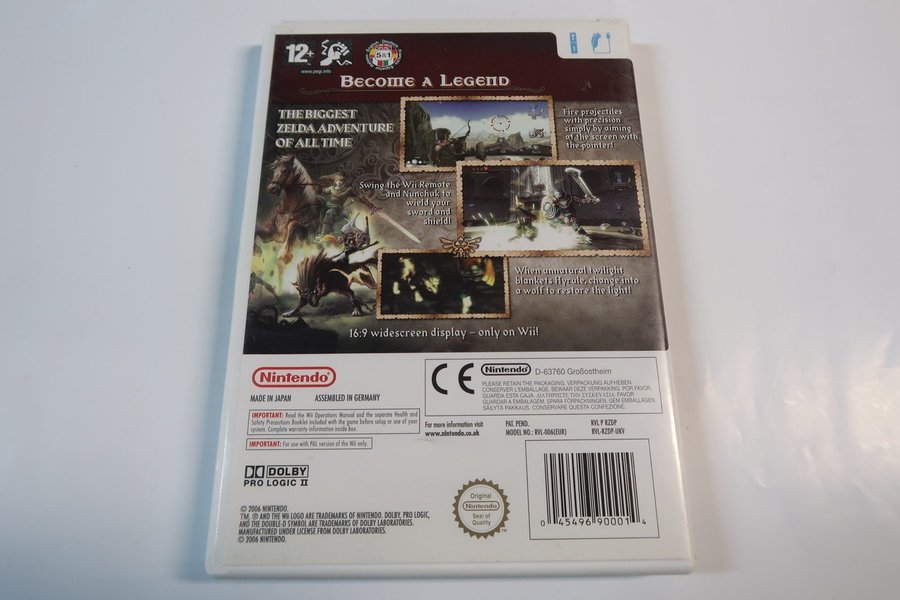 12+
www.pegi.info
English Deutsch
5in1
BECOME A LEGEND
THE BIGGEST
ZELDA ADVENTURE
OF ALL TIME
Fire projectiles
with precision
simply by aiming
at the screen with
the pointer!
Swing the Wii Remote
and Nunchuk to
wield your
sword and
shield!
When unnatural twilight
blankets Hyrule, change into
a wolf to restore the light!
16:9 widescreen display – only on Wii!
Nintendo®
MADE IN JAPAN ASSEMBLED IN GERMANY
IMPORTANT: Read the Wii Operations Manual and the separate Health and
Safety Precautions Booklet included with the game before setup or use of your
system. Complete warranty information inside box.
IMPORTANT: For use with PAL version of the Wii only.
CE
Nintendo® D-63760 Großostheim
PLEASE RETAIN THE PACKAGING. VERPACKUNG AUFHEBEN.
CONSERVER L'EMBALLAGE. BEWAAR DEZE VERPAKKING. POR FAVOR,
GUARDA ESTA CAJA. ΔΙΑΤΗΡΗΣΤΕ ΤΗΝ ΣΥΣΚΕΥΑΣΙΑ. FAVOR
GUARDAR A EMBALAGEM. SPARA FÖRPACKNINGEN. GEM EMBALLAGEN.
SÄILYTÄ PAKKAUS. CONSERVARE QUESTA CONFEZIONE.
For more information visit
www.nintendo.co.uk
PAT. PEND.
MODEL NO.: RVL-006(EUR)
RVL P RZDP
RVL-RZDP-UKV
DOLBY
PRO LOGIC II
© 2006 NINTENDO.
TM, ® AND THE Wii LOGO ARE TRADEMARKS OF NINTENDO. DOLBY, PRO LOGIC,
AND THE DOUBLE-D SYMBOL ARE TRADEMARKS OF DOLBY LABORATORIES.
MANUFACTURED UNDER LICENSE FROM DOLBY LABORATORIES.
© 2006 NINTENDO.
Original
Nintendo®
Seal of
Quality
0 45496 90001 4